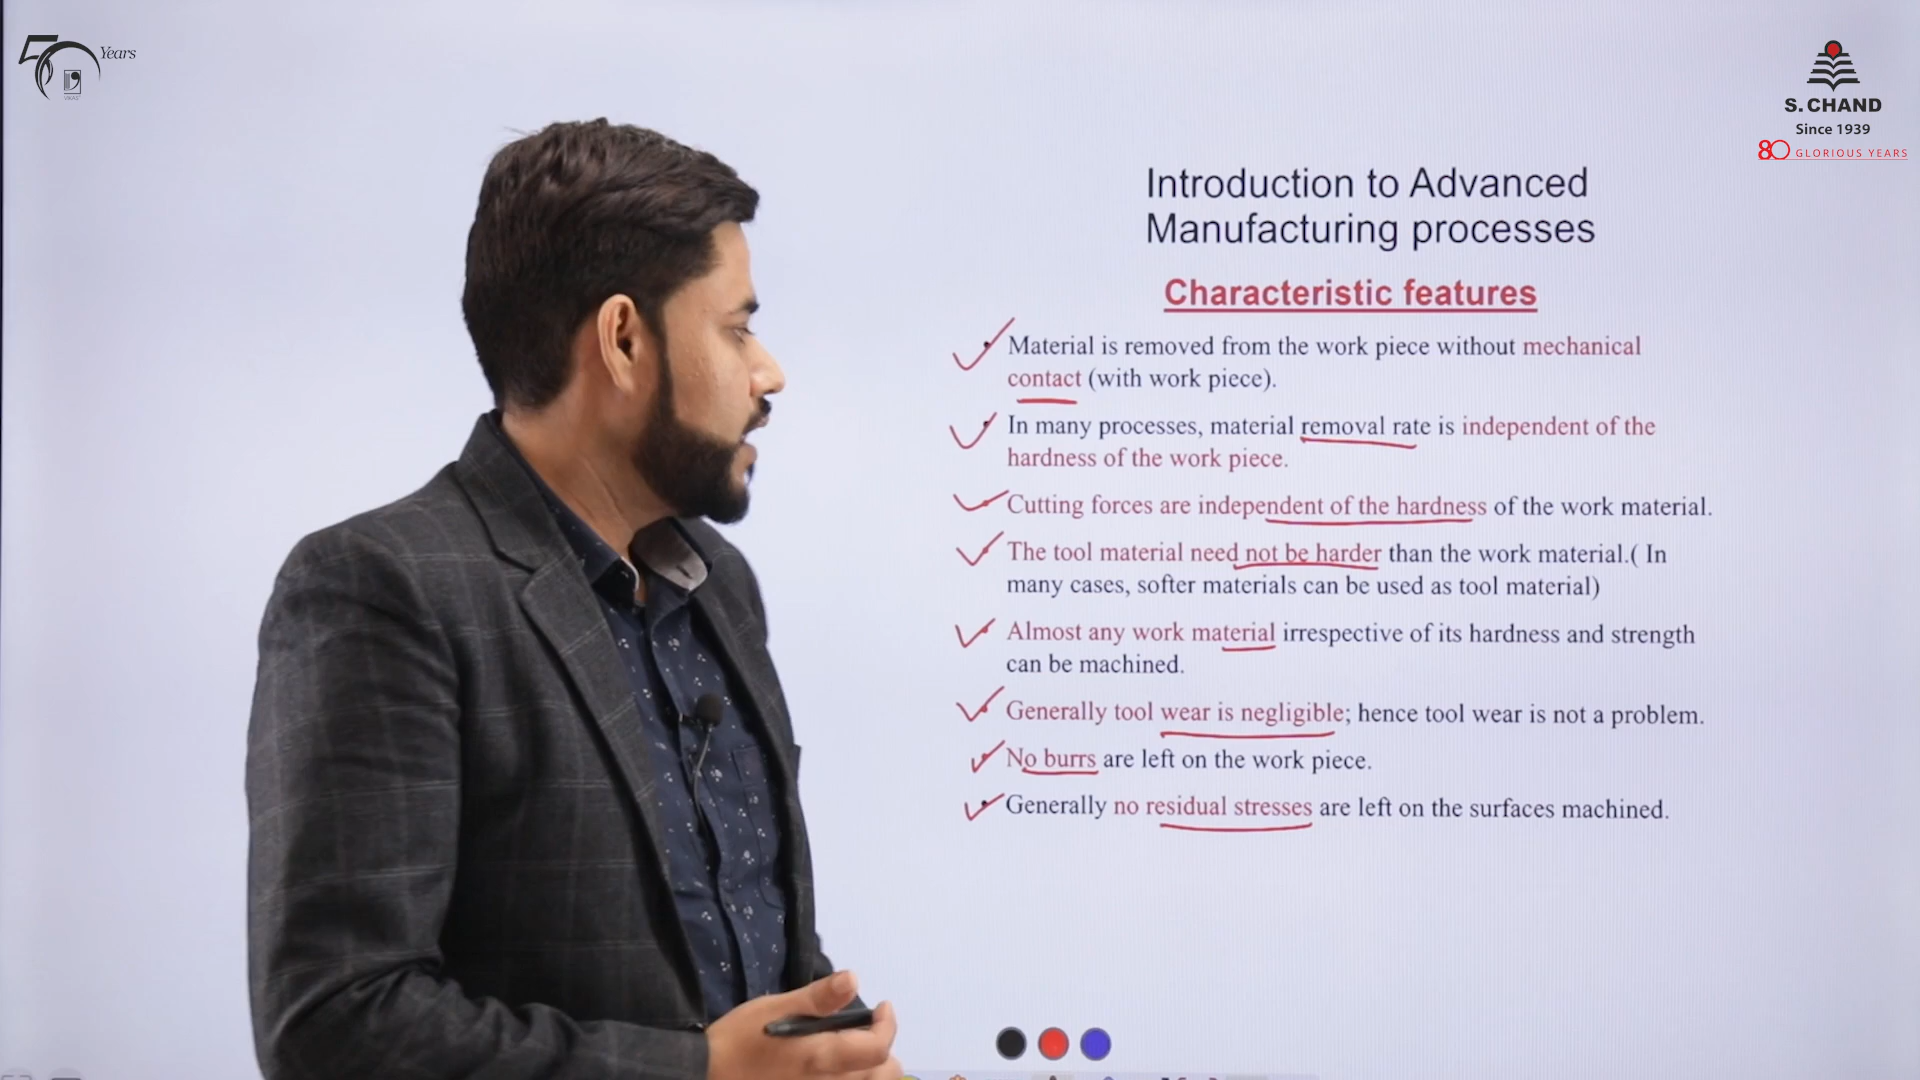 50 Years
VIKAS
S. CHAND
Since 1939
80 GLORIOUS YEARS
Introduction to Advanced
Manufacturing processes
Characteristic features
Material is removed from the work piece without mechanical
contact (with work piece).
In many processes, material removal rate is independent of the
hardness of the work piece.
Cutting forces are independent of the hardness of the work material.
The tool material need not be harder than the work material.( In
many cases, softer materials can be used as tool material)
Almost any work material irrespective of its hardness and strength
can be machined.
Generally tool wear is negligible; hence tool wear is not a problem.
No burrs are left on the work piece.
Generally no residual stresses are left on the surfaces machined.